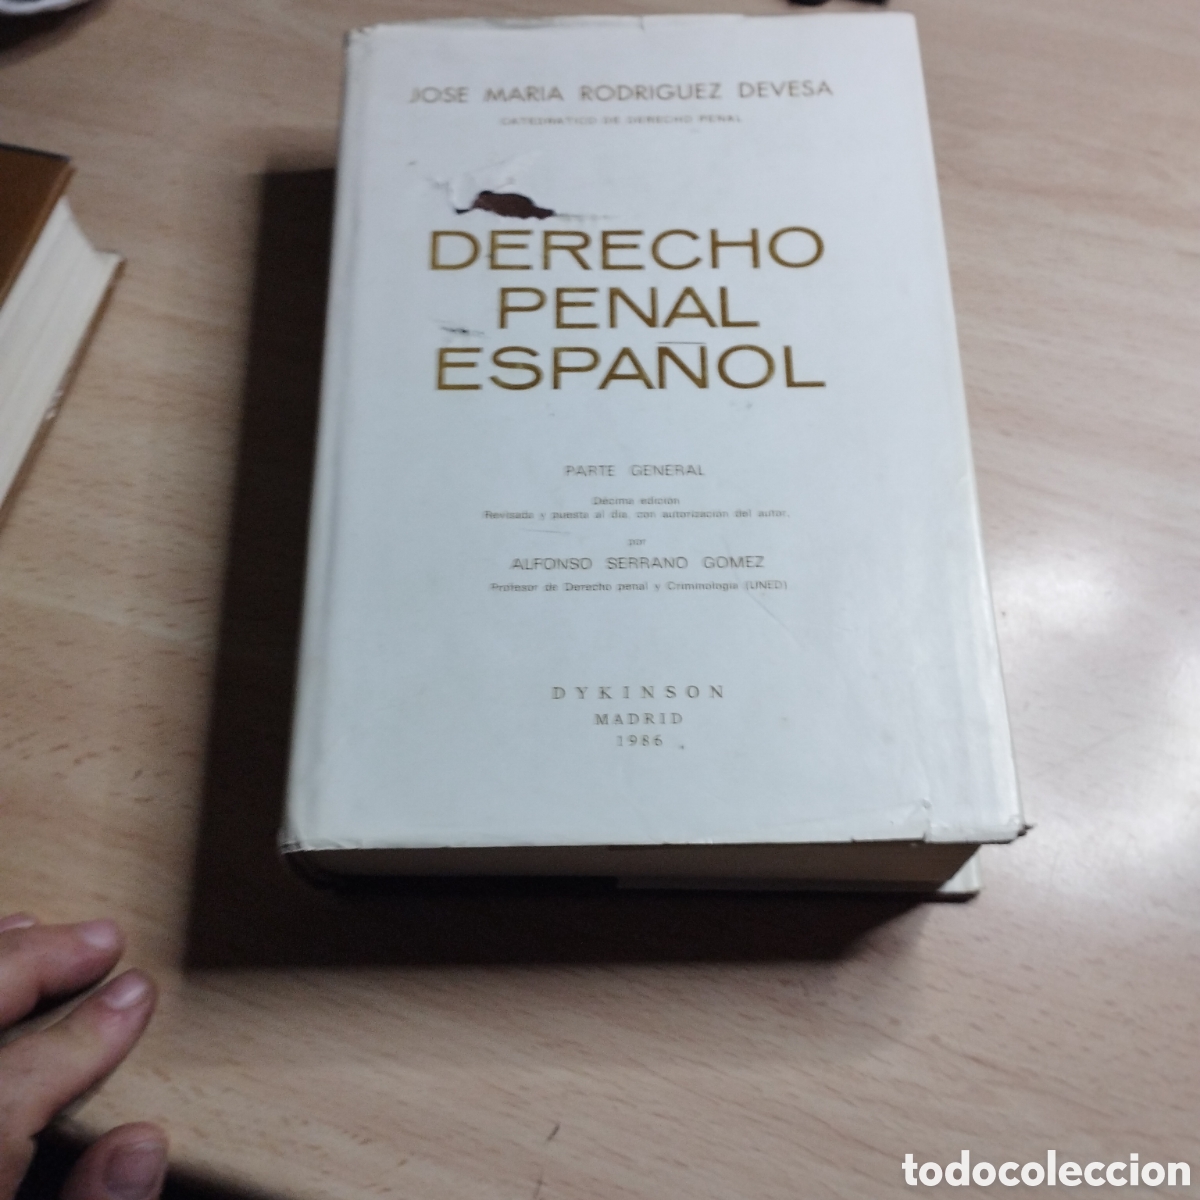 JOSE MARIA RODRIGUEZ DEVESA
CATEDRATICO DE DERECHO PENAL
DERECHO
PENAL
ESPAÑOL
PARTE GENERAL
Décima edición
Revisada y puesta al día, con autorización del autor,
por
ALFONSO SERRANO GOMEZ
Profesor de Derecho penal y Criminología (UNED)
DYKINSON
MADRID
1986
todocoleccion